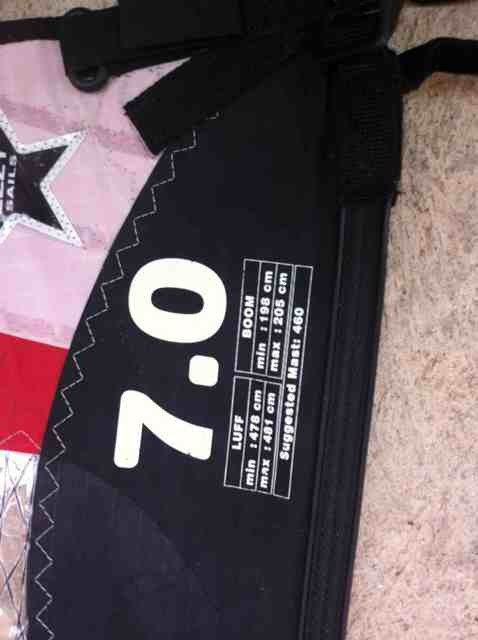 SAILS
7.0
LUFF
min : 478 cm
max : 481 cm
BOOM
min : 198 cm
max : 205 cm
Suggested Mast: 460